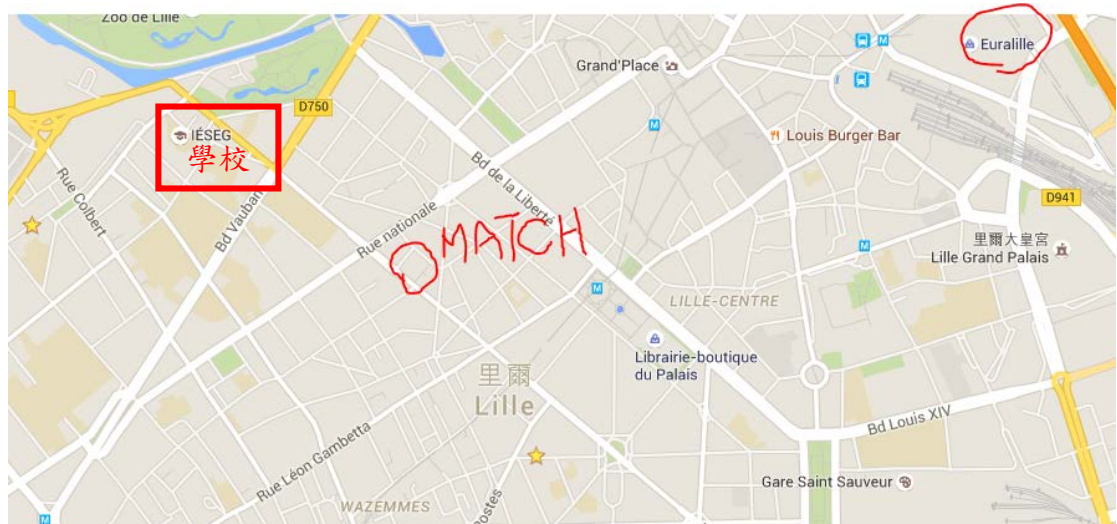 Zoo de Lille
Euralille
Grand'Place
M
M
D750
IÉSEG
學校
Louis Burger Bar
Rue Colbert
Bd de la Liberté
D941
Bd Vauban
Rue nationale
MATCH
M
里爾大皇宮
Lille Grand Palais
M
LILLE-CENTRE
Librairie-boutique
du Palais
里爾
Lille
Bd Louis XIV
Rue Léon Gambetta
Gare Saint Sauveur
WAZEMMES
Postes
M